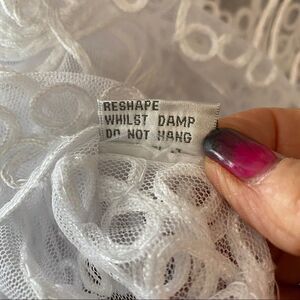 RESHAPE
WHILST DAMP
DO NOT HANG